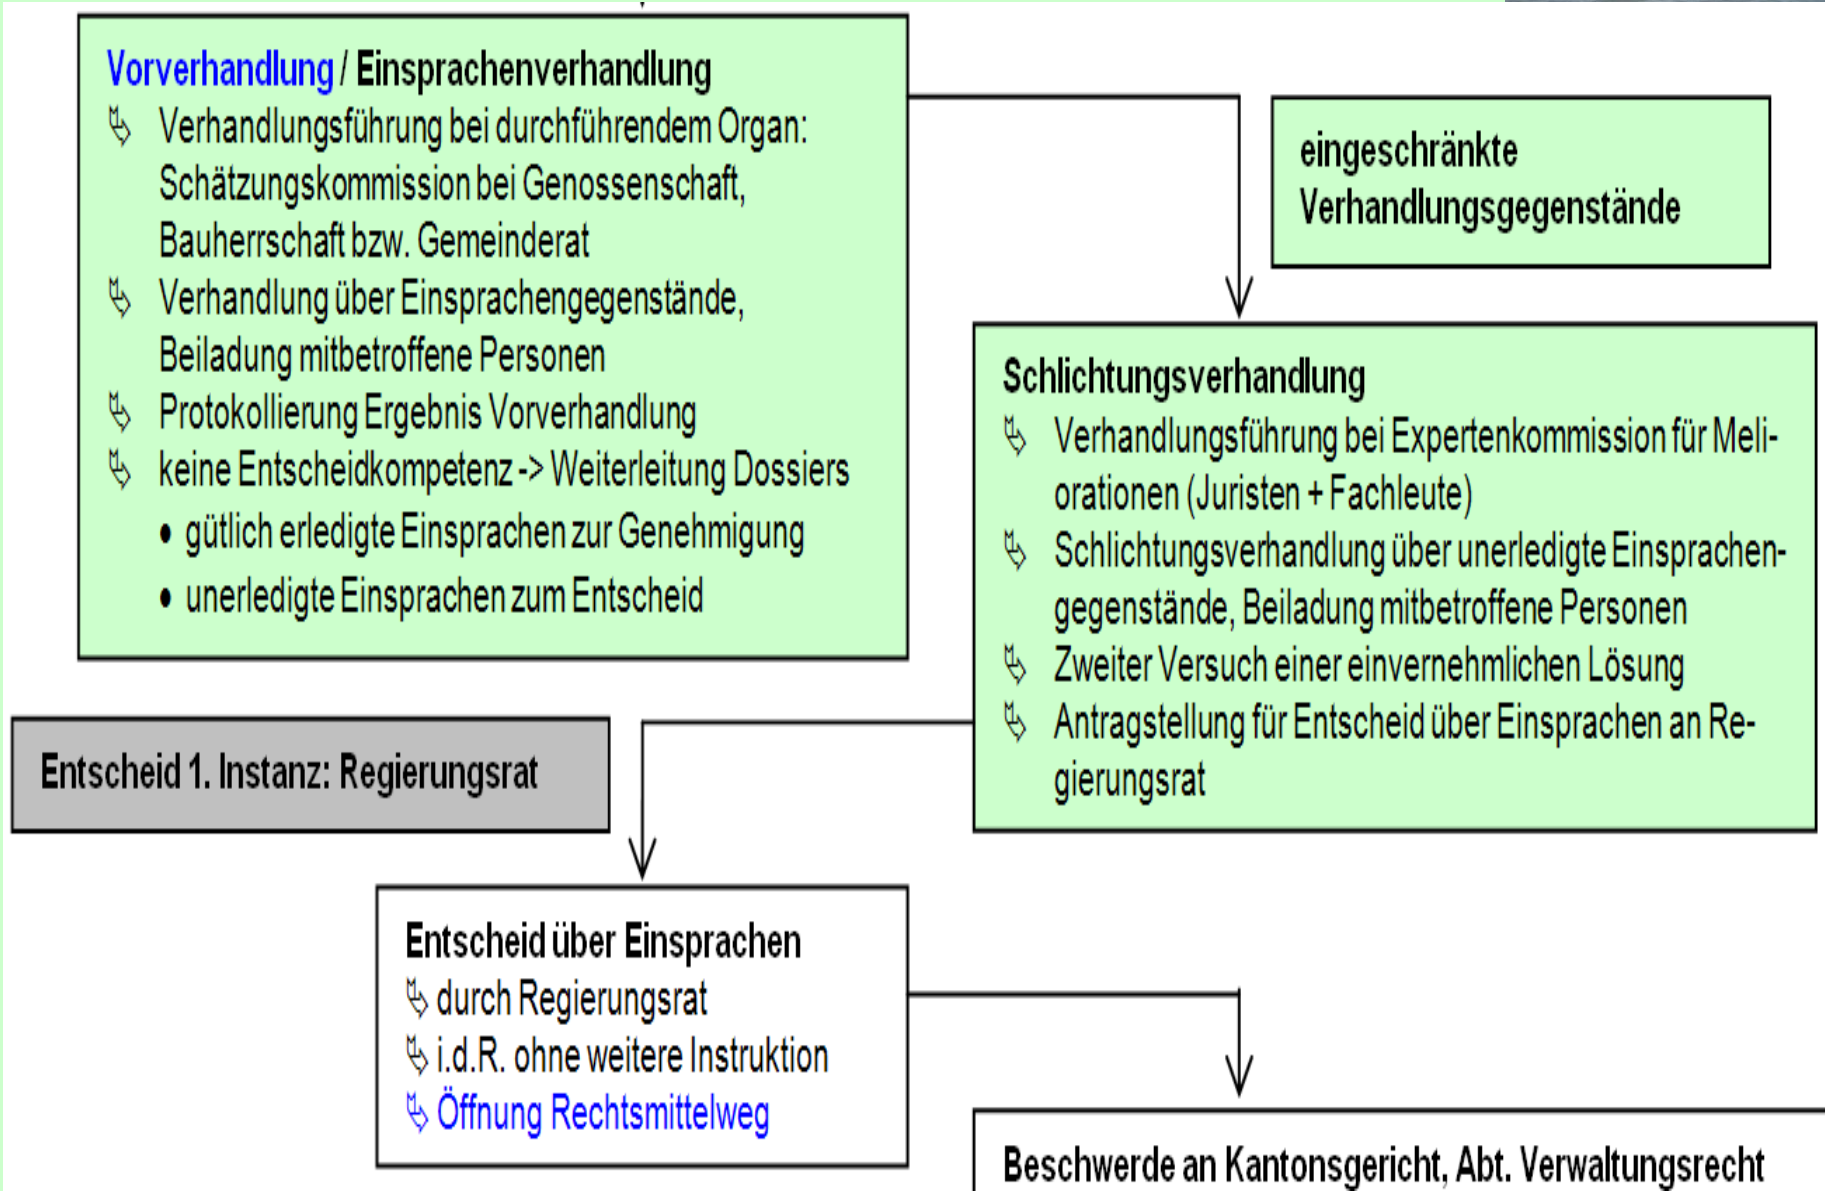 Vorverhandlung / Einsprachenverhandlung
Verhandlungsführung bei durchführendem Organ:
Schätzungskommission bei Genossenschaft,
Bauherrschaft bzw. Gemeinderat
Verhandlung über Einsprachengegenstände,
Beiladung mitbetroffene Personen
Protokollierung Ergebnis Vorverhandlung
keine Entscheidkompetenz -> Weiterleitung Dossiers
• gütlich erledigte Einsprachen zur Genehmigung
• unerledigte Einsprachen zum Entscheid
eingeschränkte
Verhandlungsgegenstände
Schlichtungsverhandlung
Verhandlungsführung bei Expertenkommission für Meli-
orationen (Juristen + Fachleute)
Schlichtungsverhandlung über unerledigte Einsprachen-
gegenstände, Beiladung mitbetroffene Personen
Zweiter Versuch einer einvernehmlichen Lösung
Antragstellung für Entscheid über Einsprachen an Re-
gierungsrat
Entscheid 1. Instanz: Regierungsrat
Entscheid über Einsprachen
durch Regierungsrat
i.d.R. ohne weitere Instruktion
Öffnung Rechtsmittelweg
Beschwerde an Kantonsgericht, Abt. Verwaltungsrecht